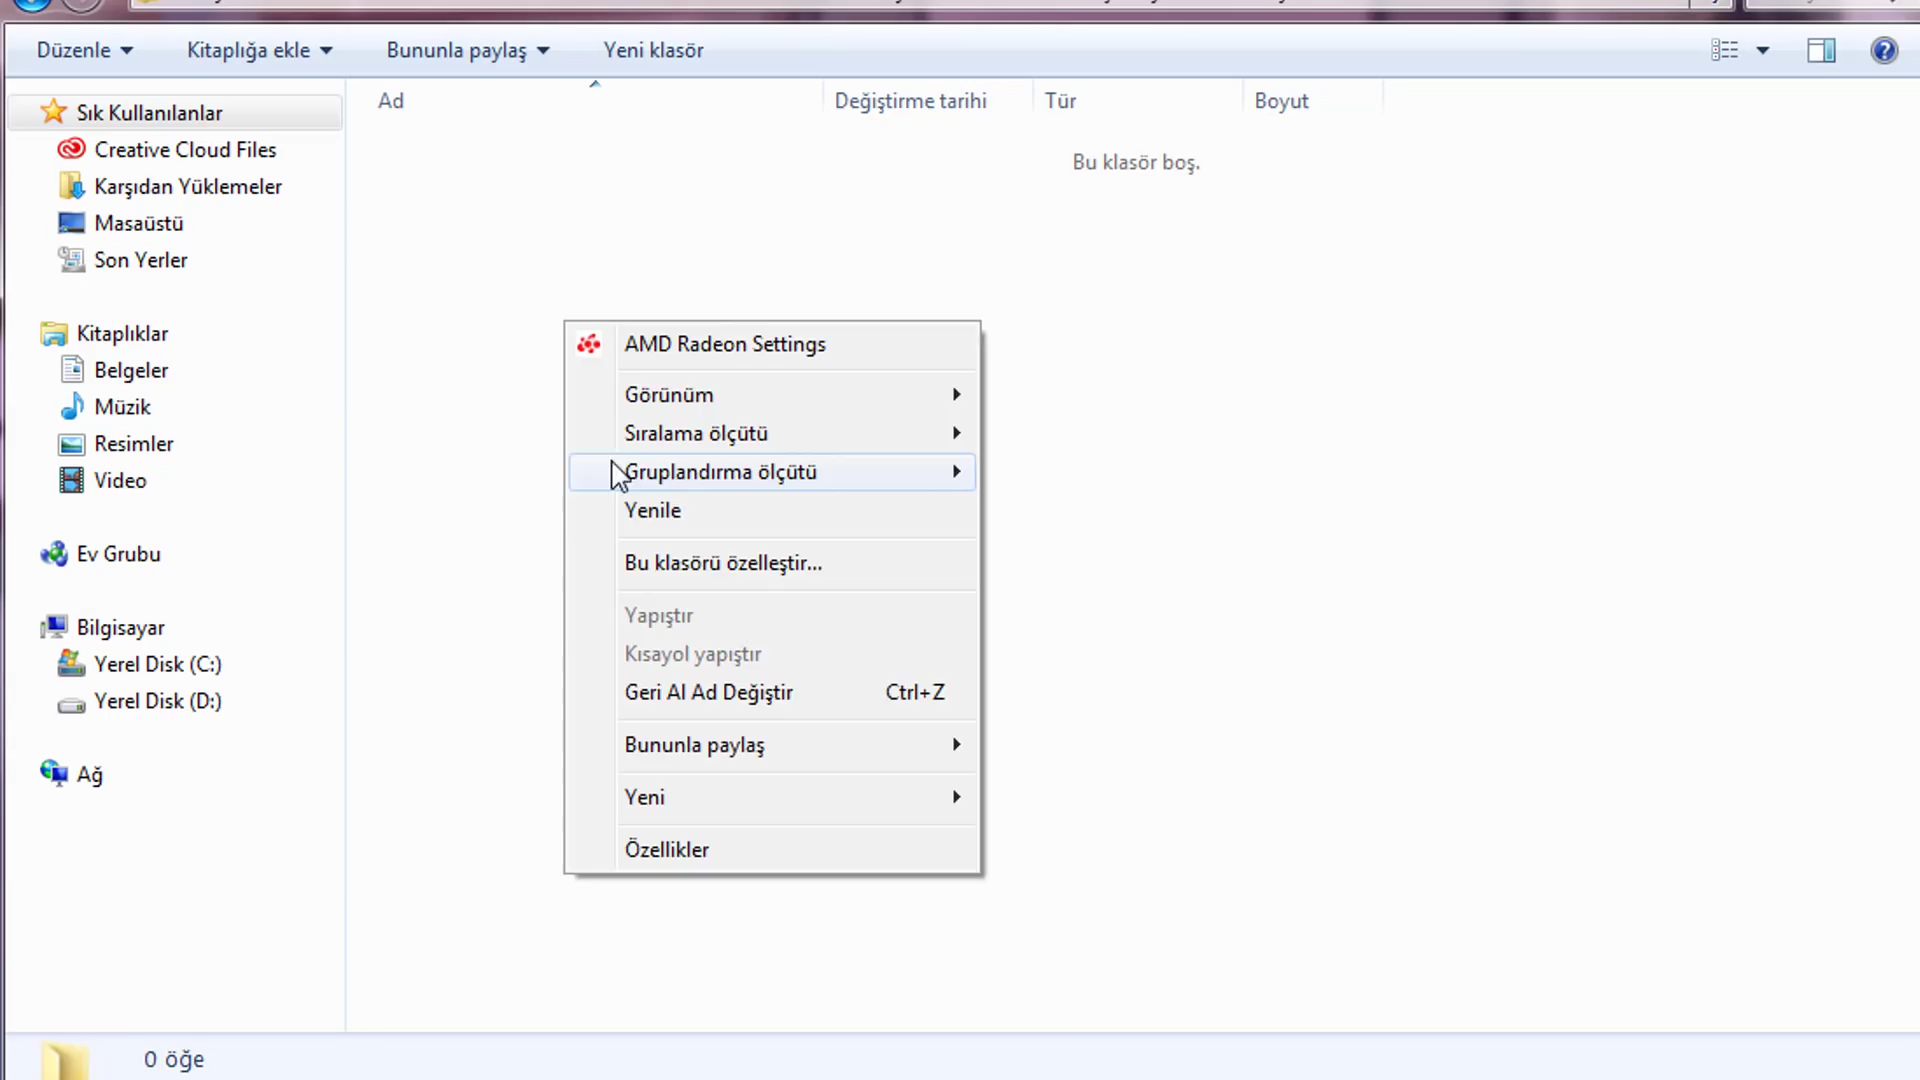 Düzenle
Kitaplığa ekle
Bununla paylaş
Yeni klasör
Ad
Değiştirme tarihi
Tür
Boyut
Bu klasör boş.
Sık Kullanılanlar
Creative Cloud Files
Karşıdan Yüklemeler
Masaüstü
Son Yerler
Kitaplıklar
Belgeler
Müzik
Resimler
Video
Ev Grubu
Bilgisayar
Yerel Disk (C:)
Yerel Disk (D:)
Ağ
AMD Radeon Settings
Görünüm
Sıralama ölçütü
Gruplandırma ölçütü
Yenile
Bu klasörü özelleştir...
Yapıştır
Kısayol yapıştır
Geri Al Ad Değiştir Ctrl+Z
Bununla paylaş
Yeni
Özellikler
0 öğe